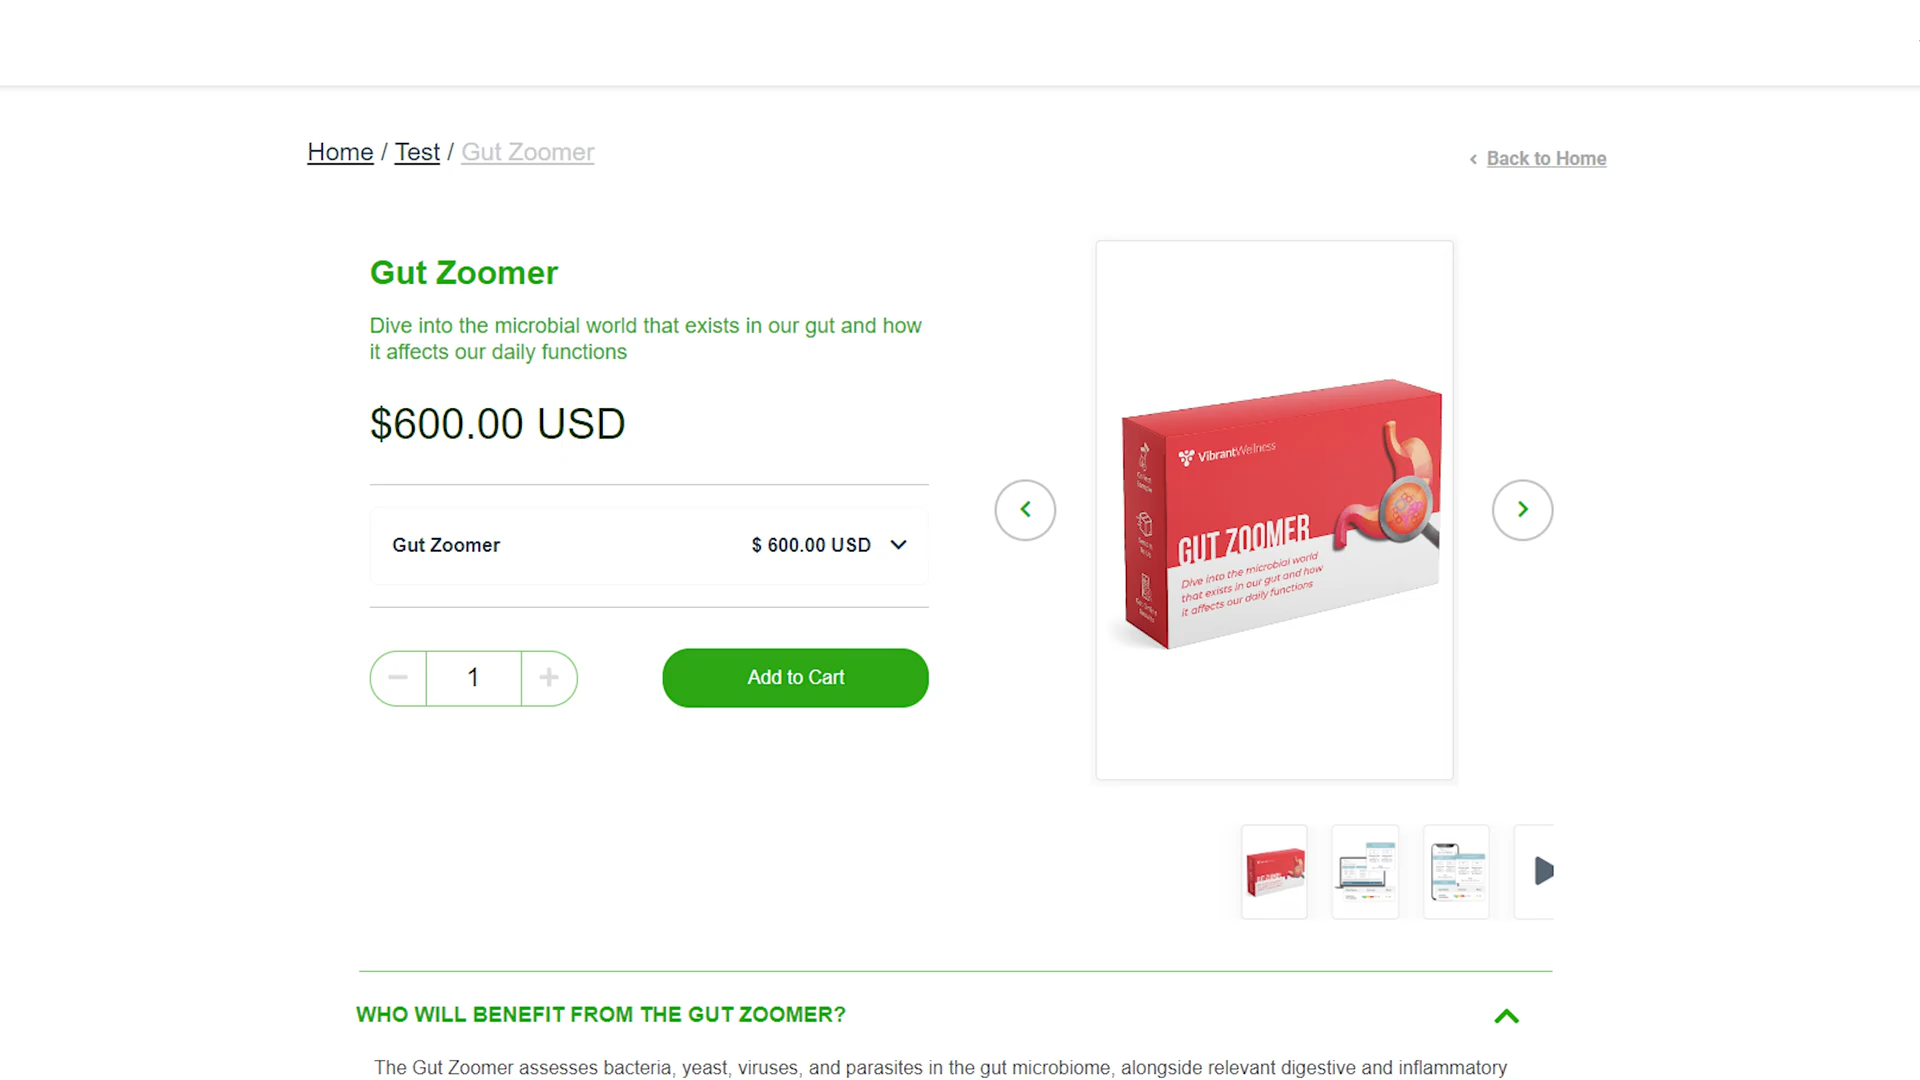 Home / Test / Gut Zoomer
Back to Home
Gut Zoomer
Dive into the microbial world that exists in our gut and how
it affects our daily functions
$600.00 USD
Gut Zoomer $ 600.00 USD
1
Add to Cart
VibrantWellness
GUT ZOOMER
Dive into the microbial world
that exists in our gut and how
it affects our daily functions
WHO WILL BENEFIT FROM THE GUT ZOOMER?
The Gut Zoomer assesses bacteria, yeast, viruses, and parasites in the gut microbiome, alongside relevant digestive and inflammatory